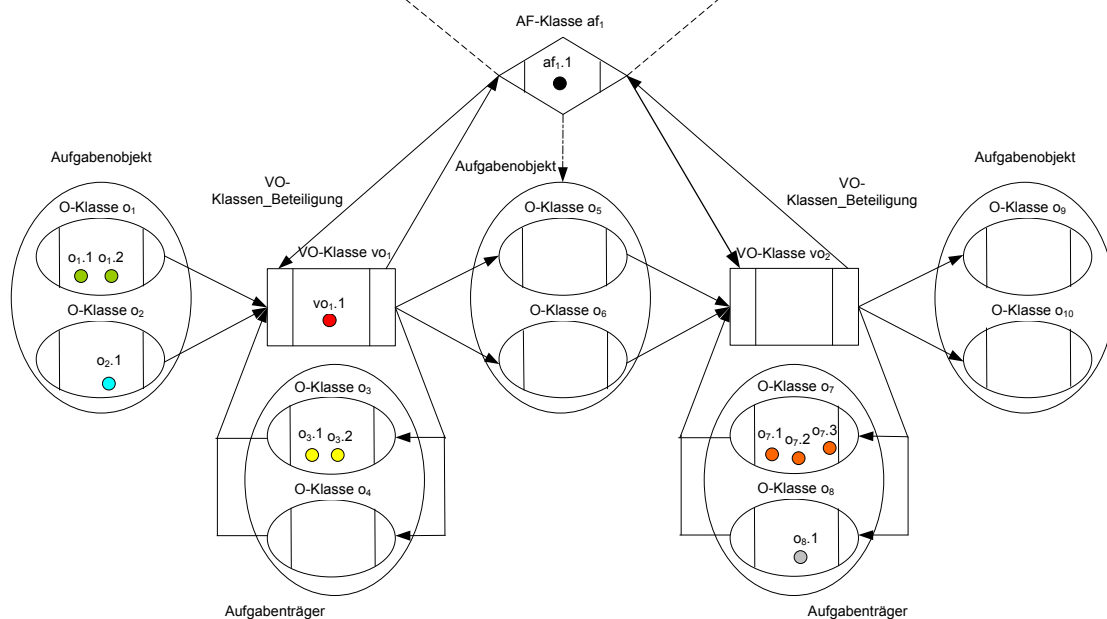 AF-Klasse af₁
af₁.1
Aufgabenobjekt
Aufgabenobjekt
Aufgabenobjekt
VO-
Klassen_Beteiligung
VO-
Klassen_Beteiligung
O-Klasse o₁
O-Klasse o₅
O-Klasse o₉
o₁.1
o₁.2
VO-Klasse vo₁
VO-Klasse vo₂
vo₁.1
O-Klasse o₂
O-Klasse o₆
O-Klasse o₁₀
o₂.1
O-Klasse o₃
O-Klasse o₇
o₃.1
o₃.2
o₇.1
o₇.2
o₇.3
O-Klasse o₄
O-Klasse o₈
o₈.1
Aufgabenträger
Aufgabenträger